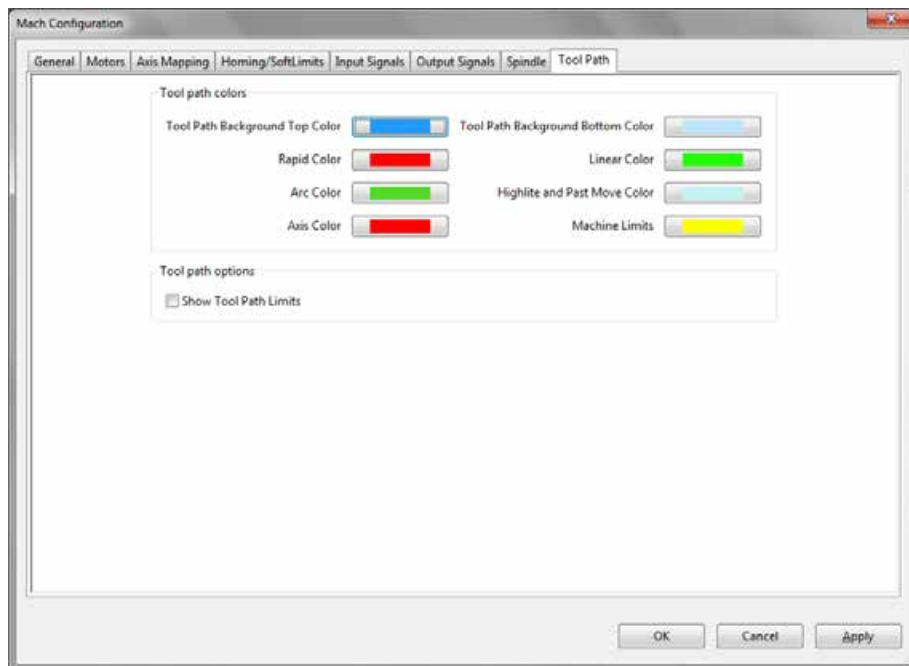 Mach Configuration
General Motors Axis Mapping Homing/SoftLimits Input Signals Output Signals Spindle Tool Path
Tool path colors
Tool Path Background Top Color Tool Path Background Bottom Color
Rapid Color Linear Color
Arc Color Highlite and Past Move Color
Axis Color Machine Limits
Tool path options
Show Tool Path Limits
OK Cancel Apply